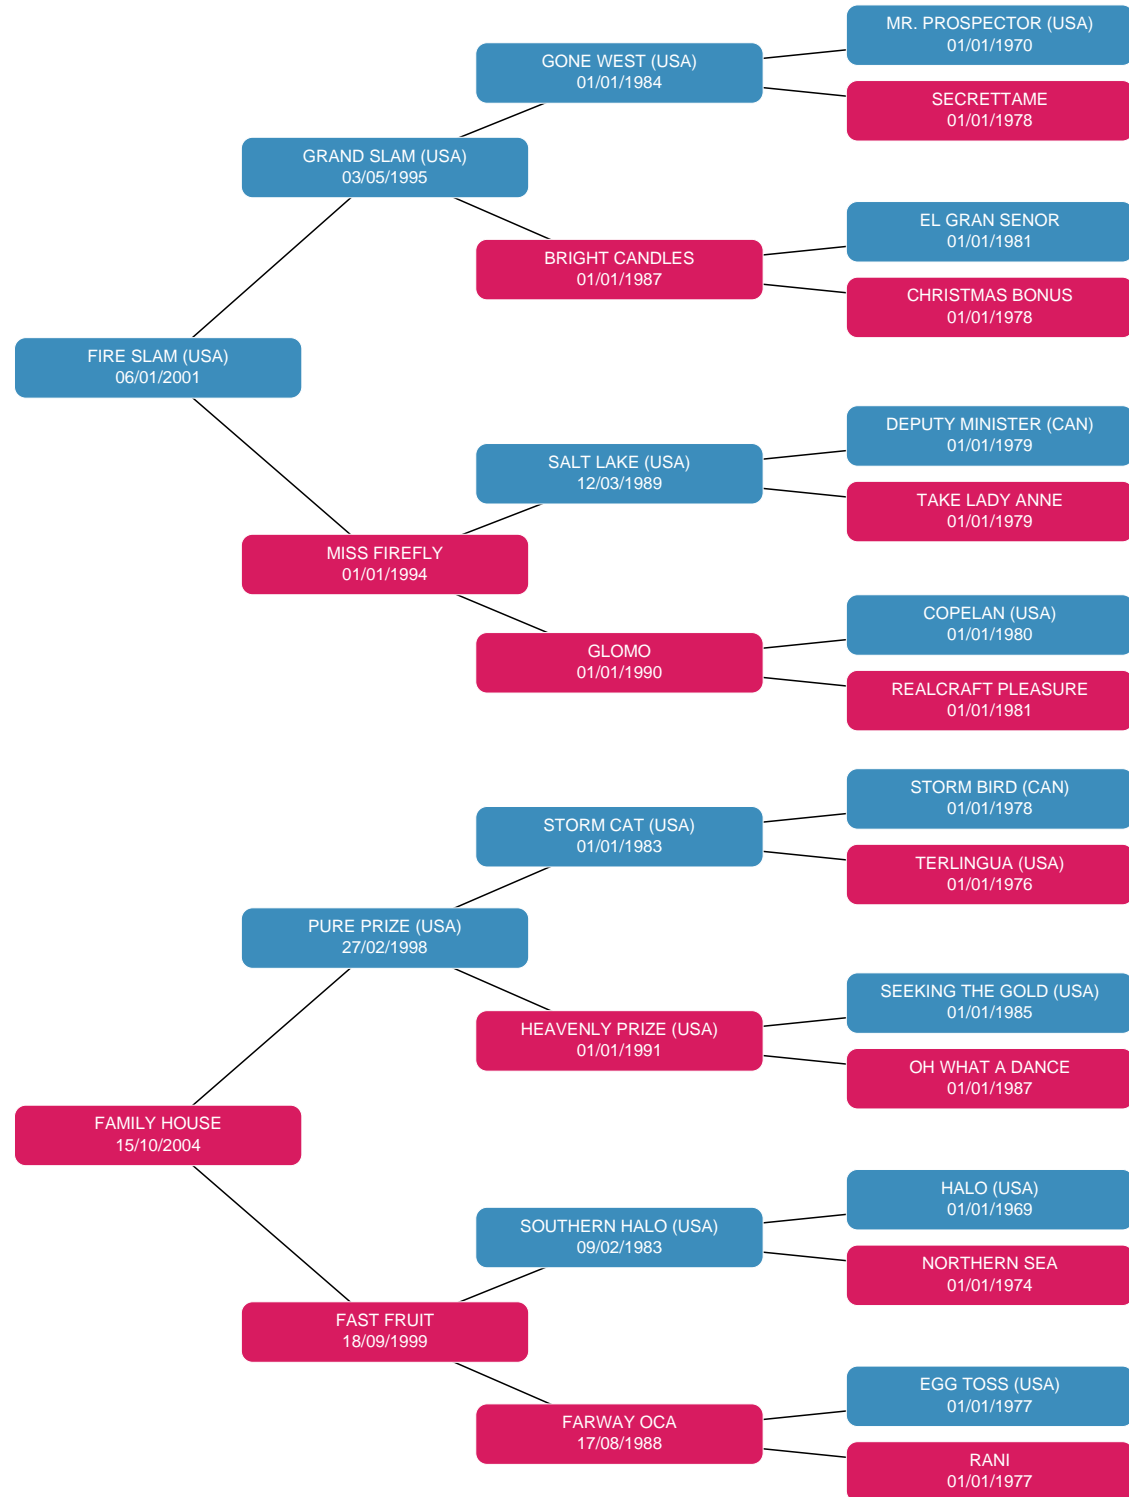 MR. PROSPECTOR (USA)
01/01/1970
GONE WEST (USA)
01/01/1984
SECRETTAME
01/01/1978
GRAND SLAM (USA)
03/05/1995
EL GRAN SENOR
01/01/1981
BRIGHT CANDLES
01/01/1987
CHRISTMAS BONUS
01/01/1978
FIRE SLAM (USA)
06/01/2001
DEPUTY MINISTER (CAN)
01/01/1979
SALT LAKE (USA)
12/03/1989
TAKE LADY ANNE
01/01/1979
MISS FIREFLY
01/01/1994
COPELAN (USA)
01/01/1980
GLOMO
01/01/1990
REALCRAFT PLEASURE
01/01/1981
STORM BIRD (CAN)
01/01/1978
STORM CAT (USA)
01/01/1983
TERLINGUA (USA)
01/01/1976
PURE PRIZE (USA)
27/02/1998
SEEKING THE GOLD (USA)
01/01/1985
HEAVENLY PRIZE (USA)
01/01/1991
OH WHAT A DANCE
01/01/1987
FAMILY HOUSE
15/10/2004
HALO (USA)
01/01/1969
SOUTHERN HALO (USA)
09/02/1983
NORTHERN SEA
01/01/1974
FAST FRUIT
18/09/1999
EGG TOSS (USA)
01/01/1977
FARWAY OCA
17/08/1988
RANI
01/01/1977